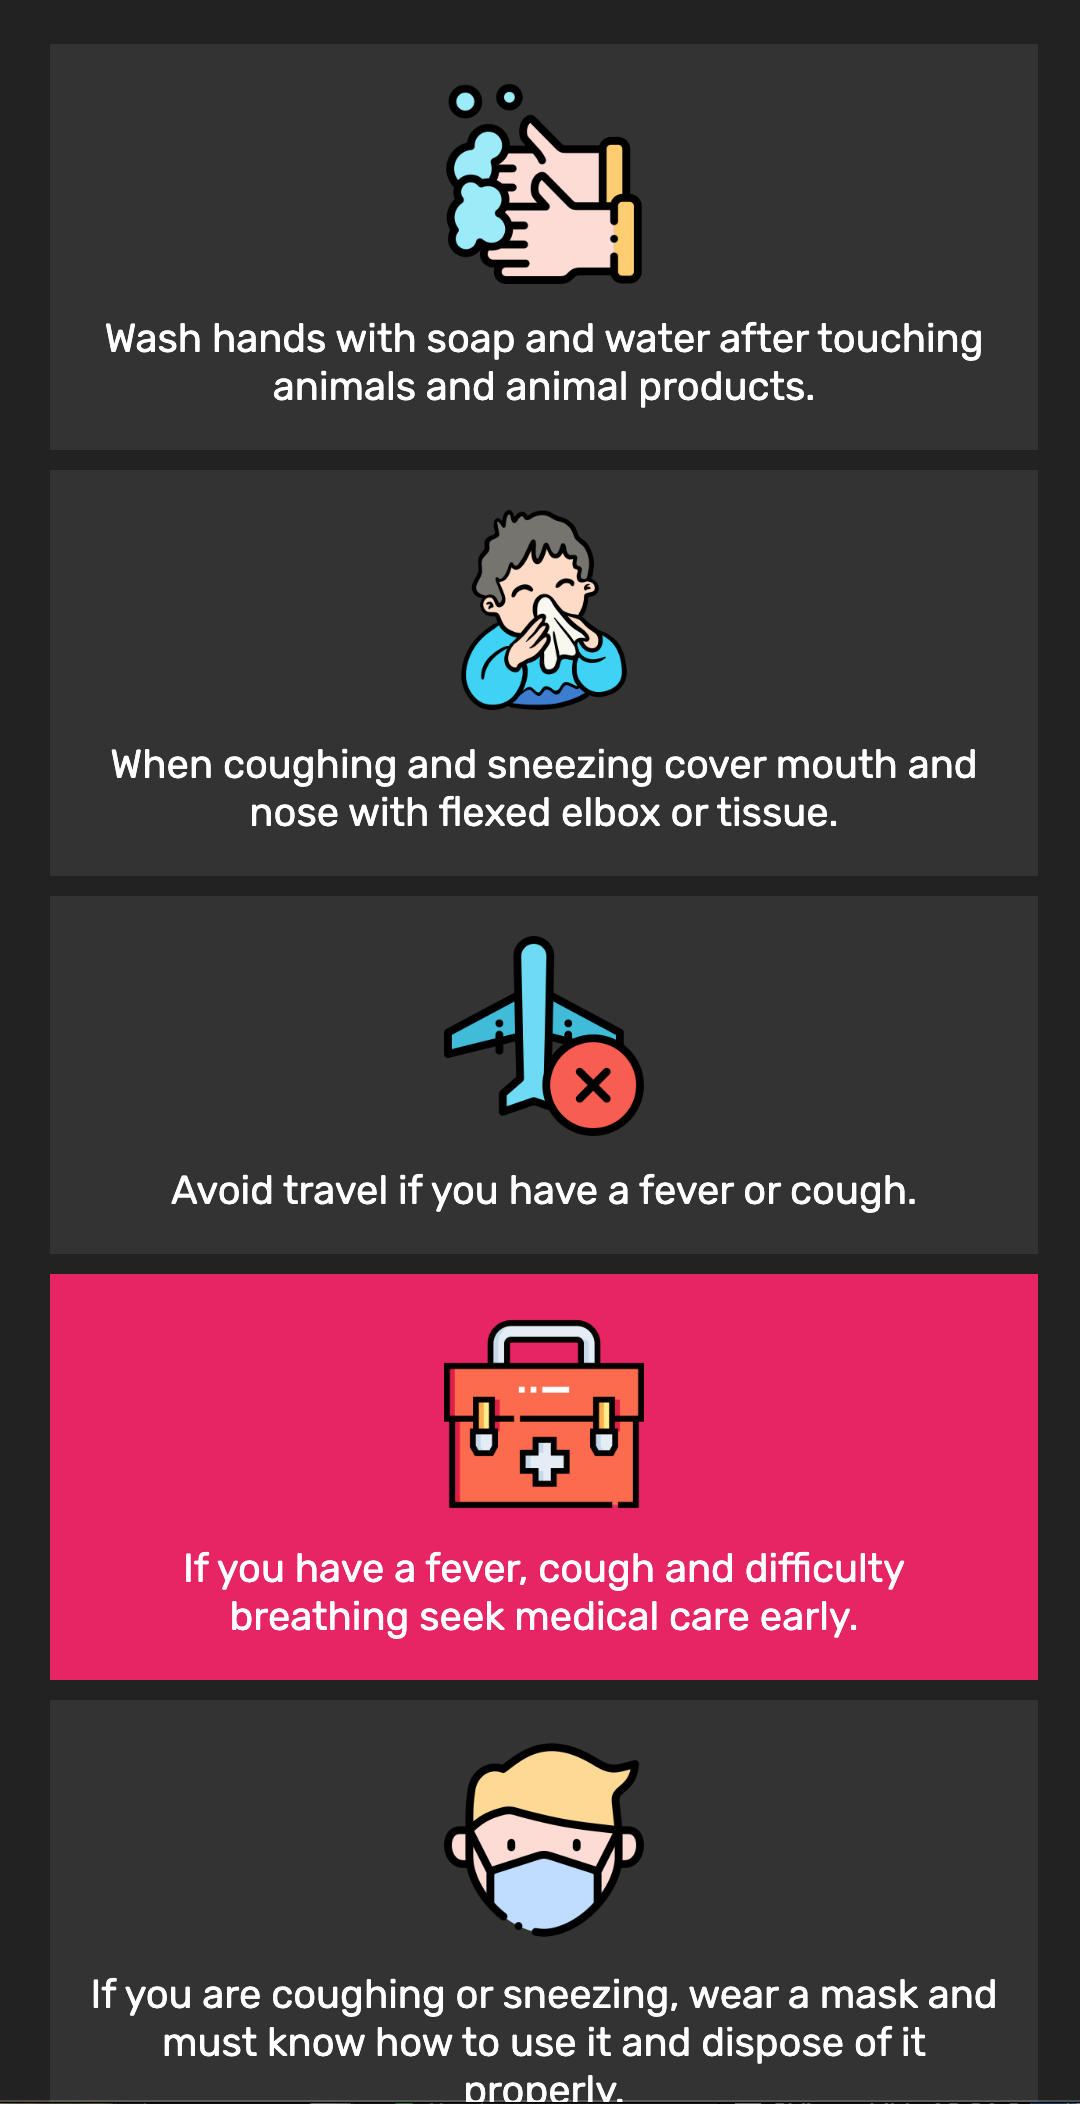 Wash hands with soap and water after touching
animals and animal products.
When coughing and sneezing cover mouth and
nose with flexed elbox or tissue.
Avoid travel if you have a fever or cough.
If you have a fever, cough and difficulty
breathing seek medical care early.
If you are coughing or sneezing, wear a mask and
must know how to use it and dispose of it
properly.